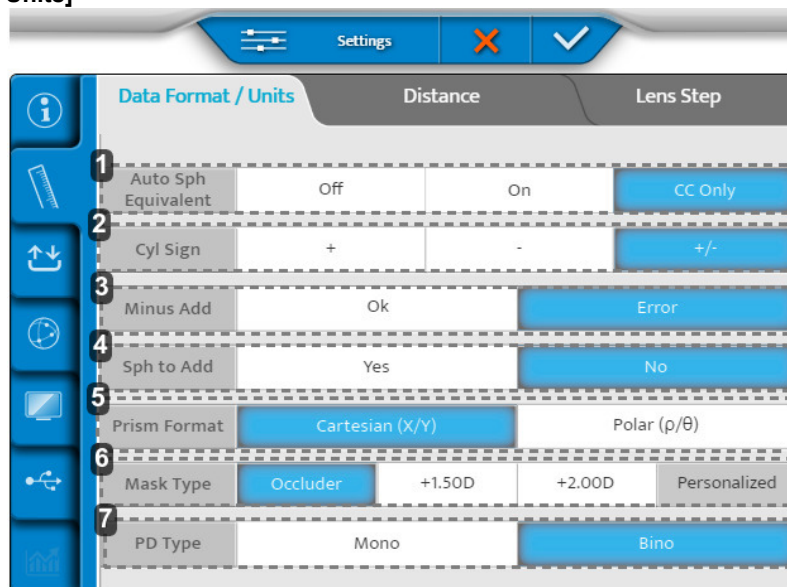 Units]
Settings
Data Format / Units Distance Lens Step
1
Auto Sph Equivalent Off On CC Only
2
Cyl Sign + - +/-
3
Minus Add Ok Error
4
Sph to Add Yes No
5
Prism Format Cartesian (X/Y) Polar (ρ/θ)
6
Mask Type Occluder +1.50D +2.00D Personalized
7
PD Type Mono Bino